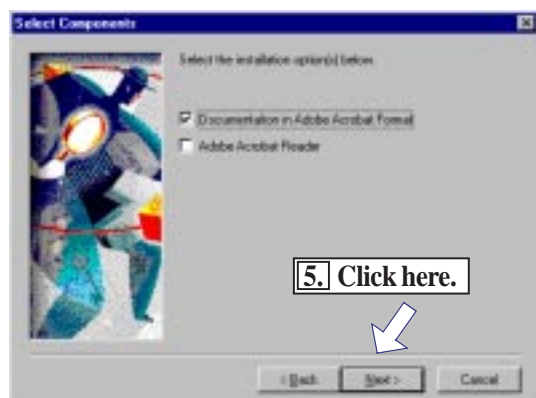 Select Components
Select the installation option(s) below.
Documentation in Adobe Acrobat Format
Adobe Acrobat Reader
5. Click here.
< Back
Next >
Cancel